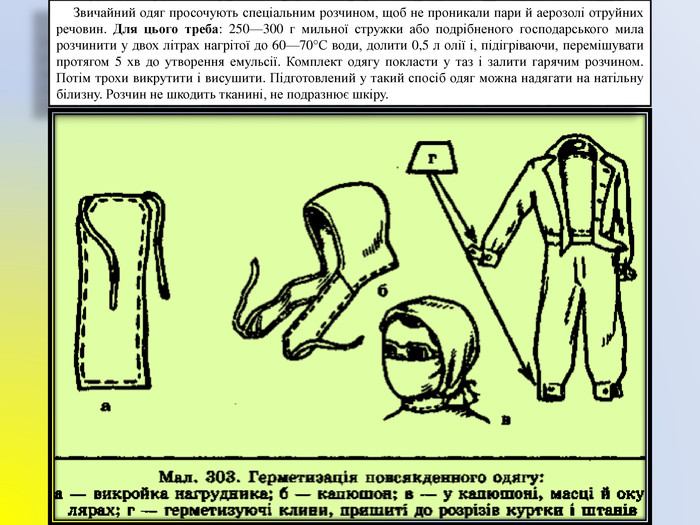 Звичайний одяг просочують спеціальним розчином, щоб не проникали пари й аерозолі отруйних
речовин. Для цього треба: 250—300 г мильної стружки або подрібненого господарського мила
розчинити у двох літрах нагрітої до 60—70°С води, долити 0,5 л олії і, підігріваючи, перемішувати
протягом 5 хв до утворення емульсії. Комплект одягу покласти у таз і залити гарячим розчином.
Потім трохи викрутити і висушити. Підготовлений у такий спосіб одяг можна надягати на натільну
білизну. Розчин не шкодить тканині, не подразнює шкіру.
г
б
а
в
Мал. 303. Герметизація повсякденного одягу:
а — викройка нагрудника; б — капюшон; в — у капюшоні, масці й оку
лярах; г — герметизуючі клини, пришиті до розрізів куртки і штанів